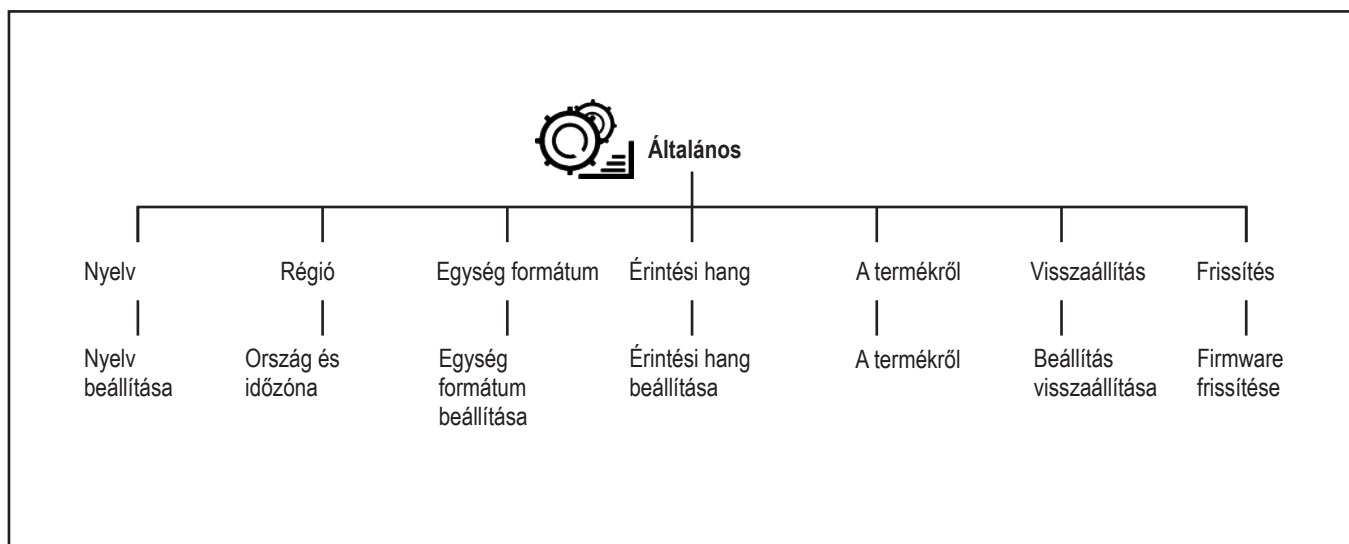 Általános
Nyelv
Régió
Egység formátum
Érintési hang
A termékről
Visszaállítás
Frissítés
Nyelv
beállítása
Ország és
időzóna
Egység
formátum
beállítása
Érintési hang
beállítása
A termékről
Beállítás
visszaállítása
Firmware
frissítése